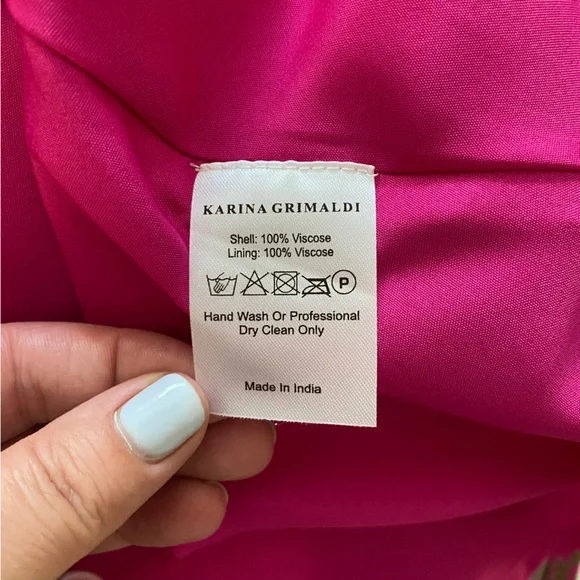 KARINA GRIMALDI
Shell: 100% Viscose
Lining: 100% Viscose
P
Hand Wash Or Professional
Dry Clean Only
Made In India